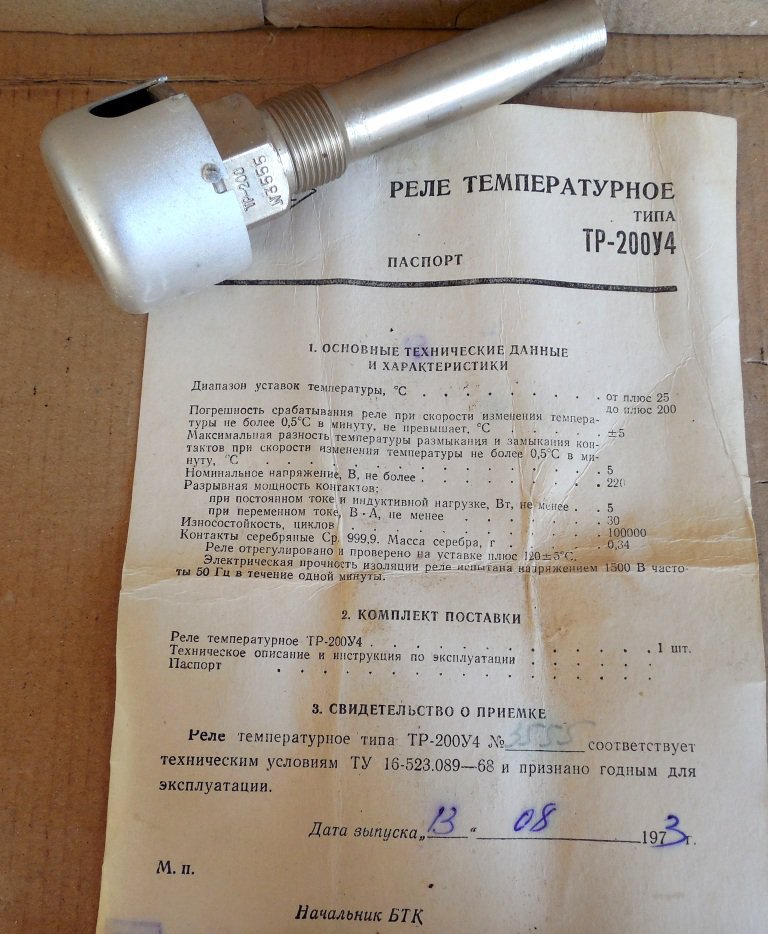 ТР-200
№3555
РЕЛЕ ТЕМПЕРАТУРНОЕ
ТИПА
ТР-200У4
ПАСПОРТ
1. ОСНОВНЫЕ ТЕХНИЧЕСКИЕ ДАННЫЕ
И ХАРАКТЕРИСТИКИ
Диапазон уставок температуры, °С . . . . . . . . от плюс 25
до плюс 200
Погрешность срабатывания реле при скорости изменения темпера-
туры не более 0,5°С в минуту, не превышает, °С . . . . . ±5
Максимальная разность температуры размыкания и замыкания кон-
тактов при скорости изменения температуры не более 0,5°С в ми-
нуту, °С . . . . . . . . . . . 5
Номинальное напряжение, В, не более . . . . . . . 220
Разрывная мощность контактов:
при постоянном токе и индуктивной нагрузке, Вт, не менее . . 5
при переменном токе, В·А, не менее . . . . . 30
Износостойкость, циклов . . . . . . . . 100000
Контакты серебряные Ср. 999,9. Масса серебра, г . . . . 0,34
Реле отрегулировано и проверено на уставке плюс 120±5°С.
Электрическая прочность изоляции реле испытана напряжением 1500 В часто-
ты 50 Гц в течение одной минуты.
2. КОМПЛЕКТ ПОСТАВКИ
Реле температурное ТР-200У4 . . . . . . . . . . 1 шт.
Техническое описание и инструкция по эксплуатации . . . . .
Паспорт . . . . . . . . . . . .
3. СВИДЕТЕЛЬСТВО О ПРИЕМКЕ
Реле температурное типа ТР-200У4 № 3555 соответствует
техническим условиям ТУ 16-523.089—68 и признано годным для
эксплуатации.
Дата выпуска „13“ 08 1973 г.
М. п.
Начальник БТК